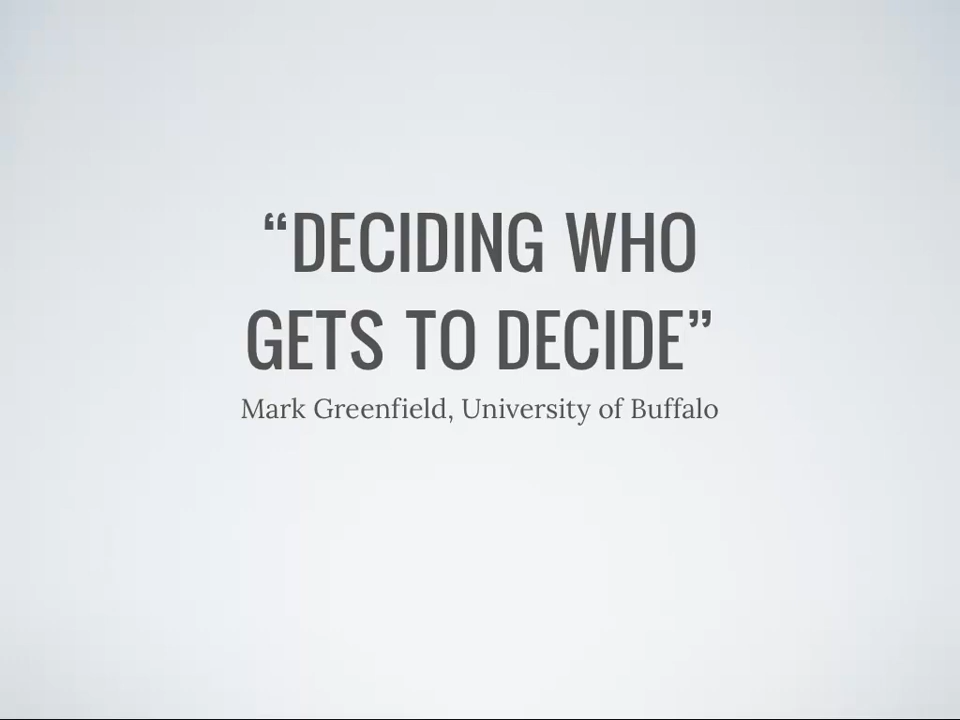 “DECIDING WHO
GETS TO DECIDE”
Mark Greenfield, University of Buffalo